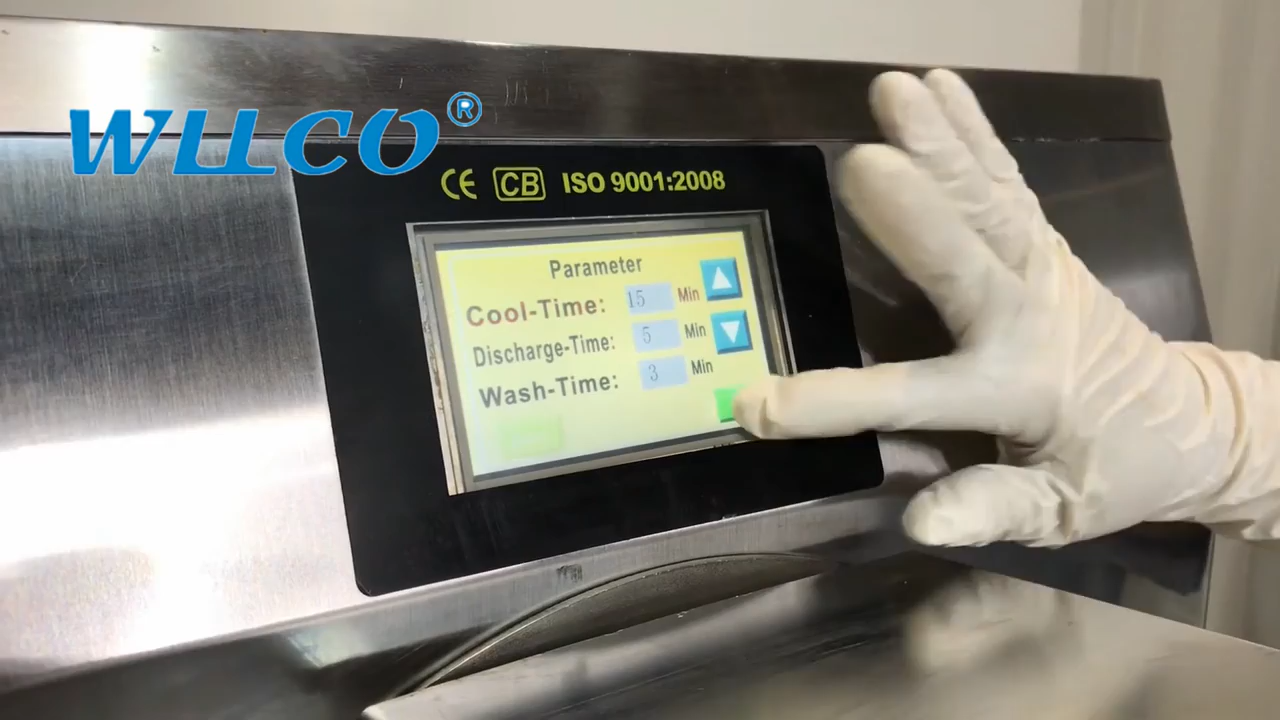 WLLCO®
CE CB ISO 9001:2008
Parameter
Cool-Time: 15 Min
Discharge-Time: 5 Min
Wash-Time: 3 Min